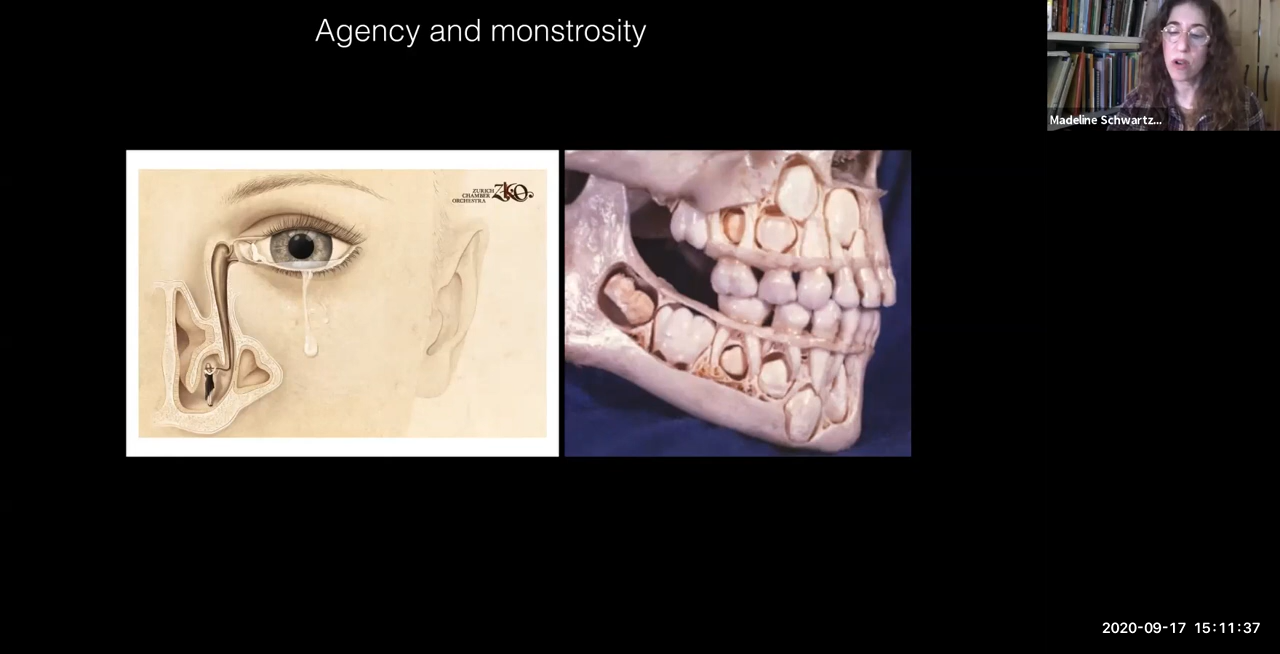 Agency and monstrosity
Madeline Schwartz...
ZURICH
CHAMBER
ORCHESTRA
ZKO
2020-09-17 15:11:37